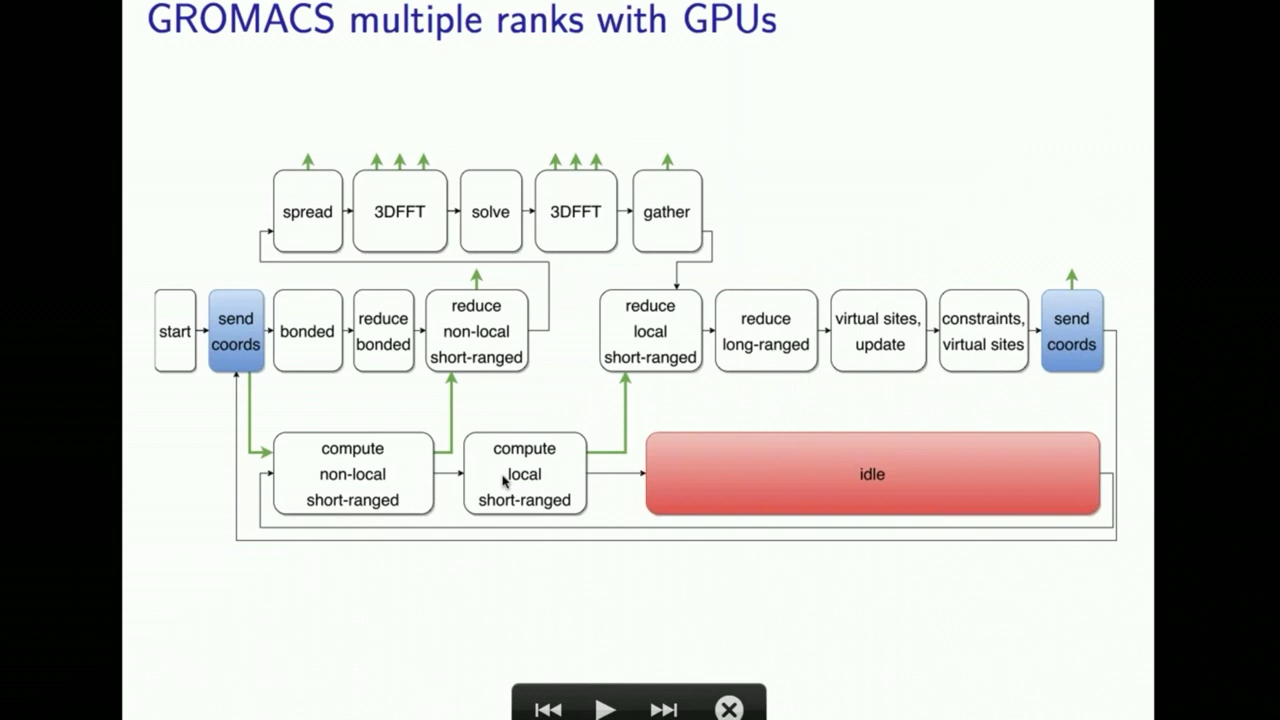 GROMACS multiple ranks with GPUs
spread
3DFFT
solve
3DFFT
gather
start
send
coords
bonded
reduce
bonded
reduce
non-local
short-ranged
reduce
local
short-ranged
reduce
long-ranged
virtual sites,
update
constraints,
virtual sites
send
coords
compute
non-local
short-ranged
compute
local
short-ranged
idle